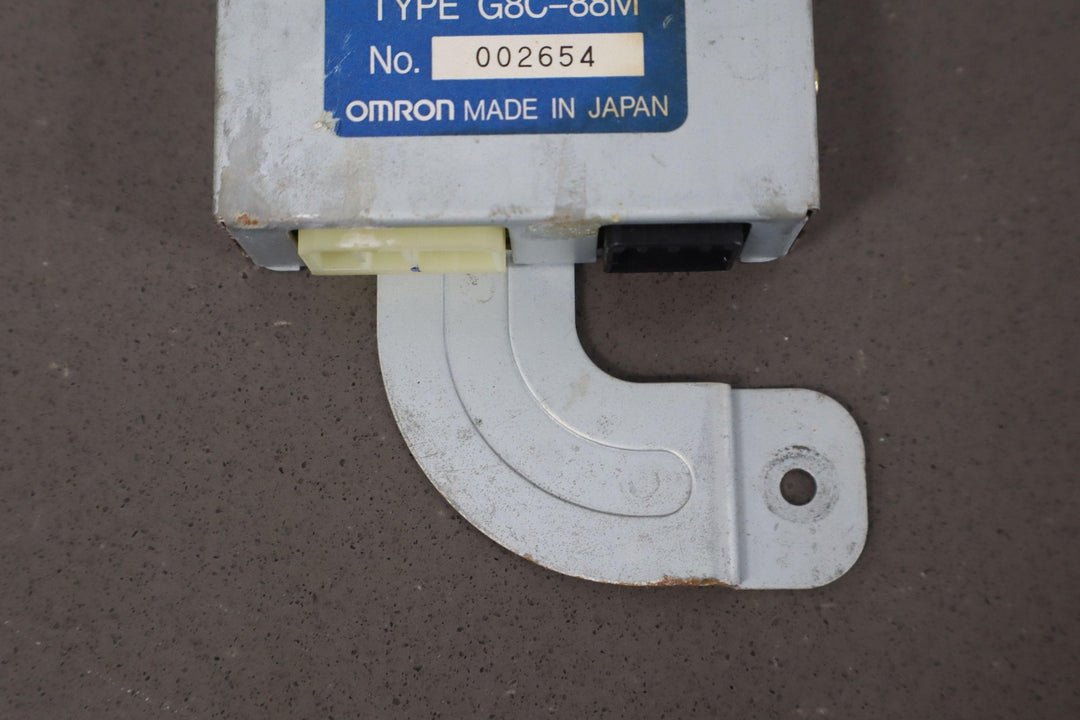 TYPE G8C-88M
No. 002654
OMRON MADE IN JAPAN